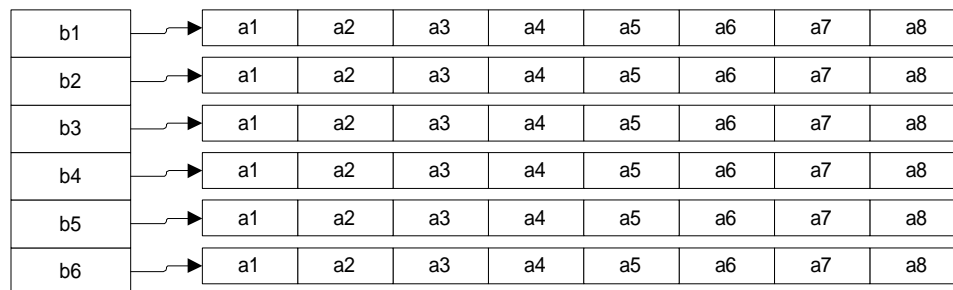 b1 a1 a2 a3 a4 a5 a6 a7 a8
b2 a1 a2 a3 a4 a5 a6 a7 a8
b3 a1 a2 a3 a4 a5 a6 a7 a8
b4 a1 a2 a3 a4 a5 a6 a7 a8
b5 a1 a2 a3 a4 a5 a6 a7 a8
b6 a1 a2 a3 a4 a5 a6 a7 a8